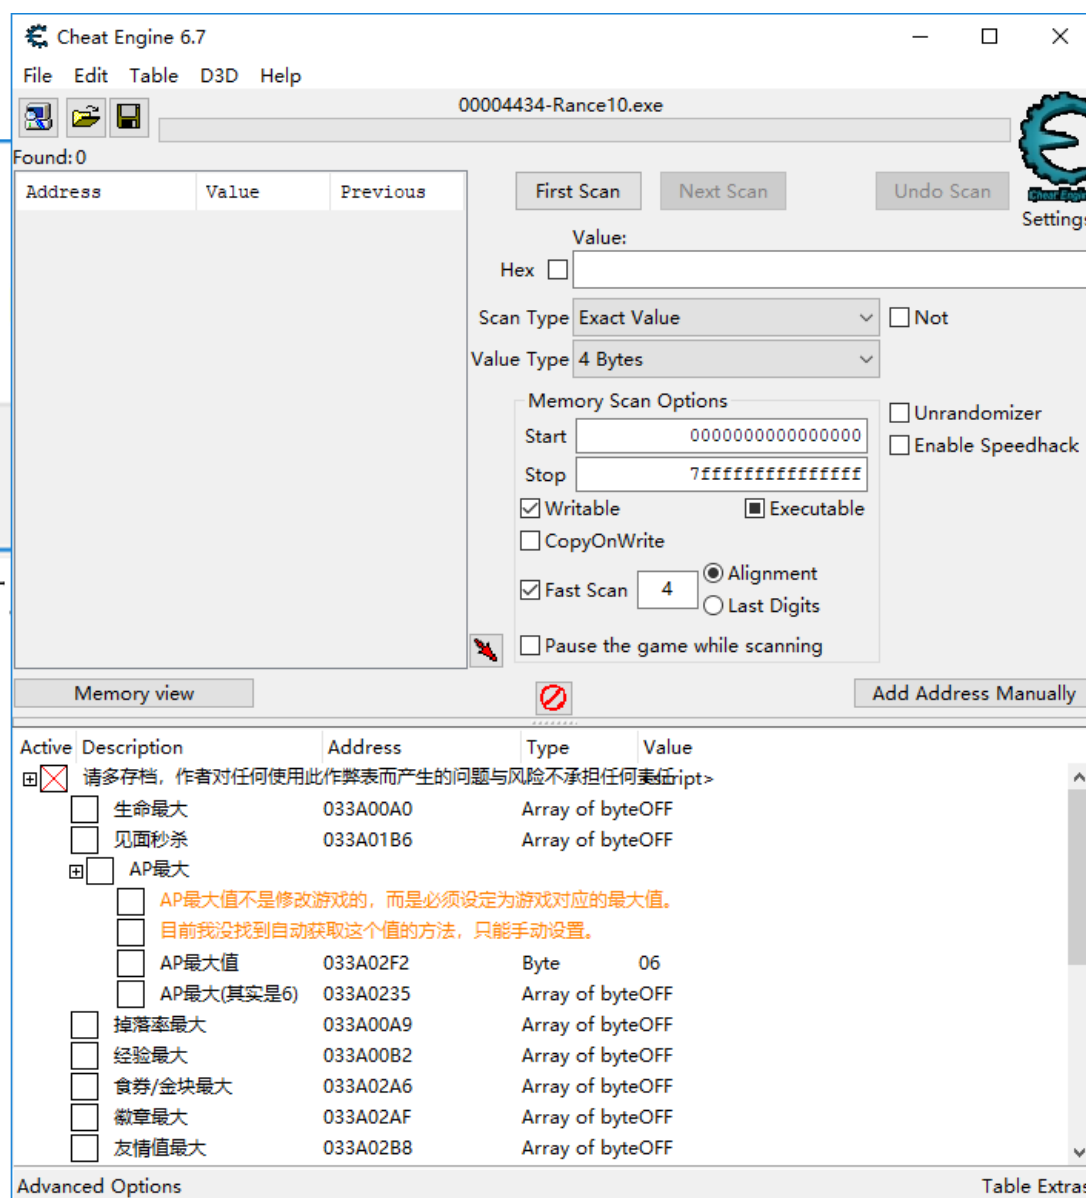 Cheat Engine 6.7
File Edit Table D3D Help
00004434-Rance10.exe
Found: 0
Address Value Previous
First Scan Next Scan Undo Scan
Cheat Engine
Settings
Value:
Hex
Scan Type Exact Value Not
Value Type 4 Bytes
Memory Scan Options
Unrandomizer
Start 0000000000000000
Enable Speedhack
Stop 7fffffffffffffff
Writable Executable
CopyOnWrite
Fast Scan 4 Alignment
Last Digits
Pause the game while scanning
Memory view Add Address Manually
Active Description Address Type Value
请多存档，作者对任何使用此作弊表而产生的问题与风险不承担任何责任 <script>
生命最大 033A00A0 Array of byte OFF
见面秒杀 033A01B6 Array of byte OFF
AP最大
AP最大值不是修改游戏的，而是必须设定为游戏对应的最大值。
目前我没找到自动获取这个值的方法，只能手动设置。
AP最大值 033A02F2 Byte 06
AP最大(其实是6) 033A0235 Array of byte OFF
掉落率最大 033A00A9 Array of byte OFF
经验最大 033A00B2 Array of byte OFF
食券/金块最大 033A02A6 Array of byte OFF
徽章最大 033A02AF Array of byte OFF
友情值最大 033A02B8 Array of byte OFF
Advanced Options Table Extras